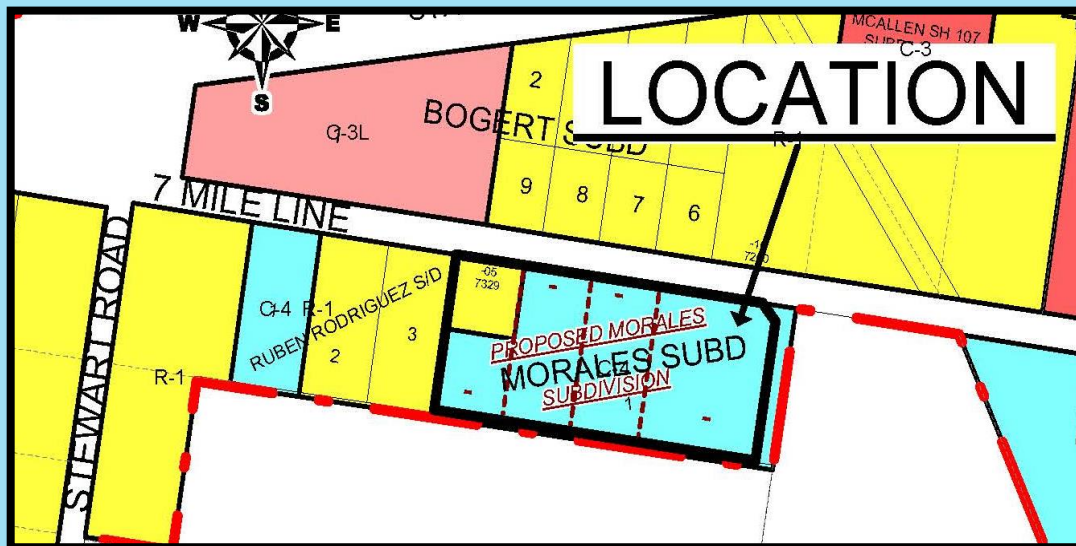 W
E
S
MCALLEN SH 107
C-3
LOCATION
2
C-3L
BOGERT SUBD
R-1
9
8
7
6
7 MILE LINE
-05
7329
STEWART ROAD
C-4
R-1
RUBEN RODRIGUEZ S/D
2
3
PROPOSED MORALES
MORALES SUBD
SUBDIVISION
1
R-1